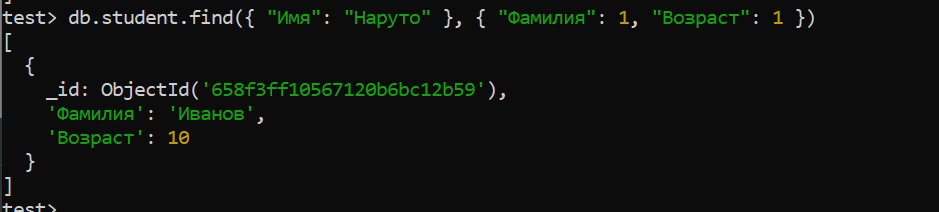 test> db.student.find({ "Имя": "Наруто" }, { "Фамилия": 1, "Возраст": 1 })
[
  {
    _id: ObjectId('658f3ff10567120b6bc12b59'),
    'Фамилия': 'Иванов',
    'Возраст': 10
  }
]
test>